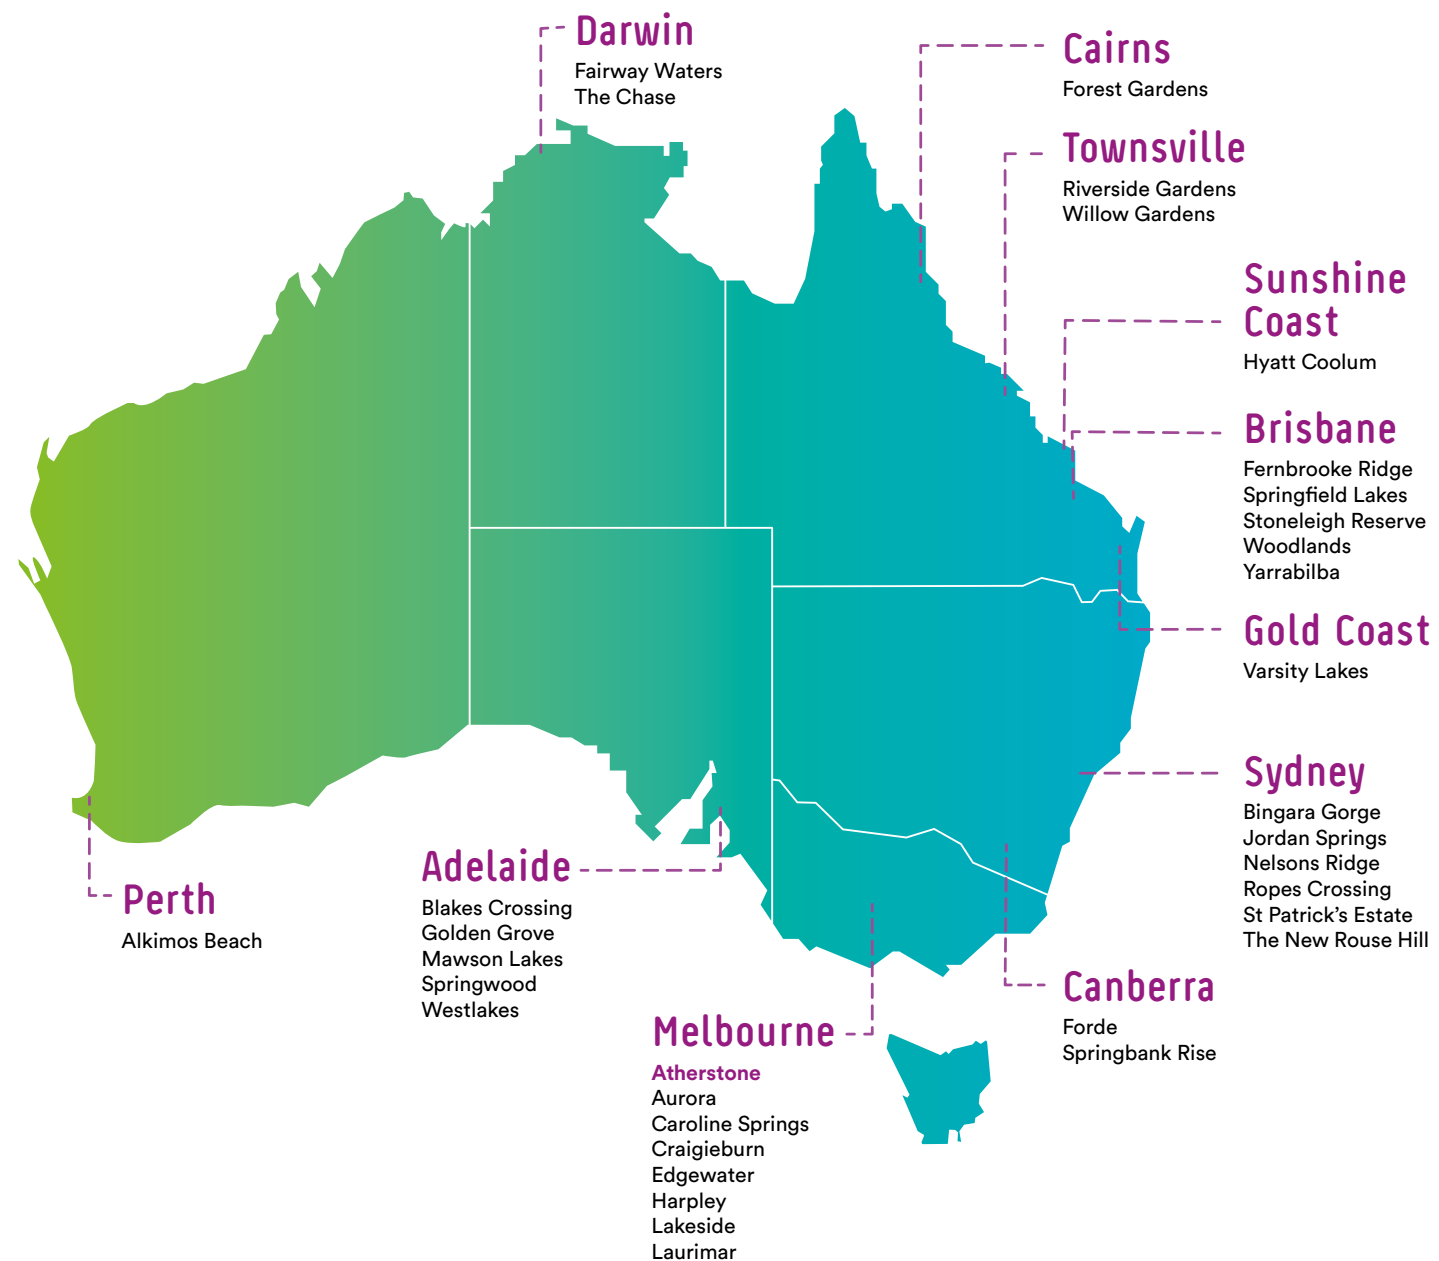 Darwin
Fairway Waters
The Chase
Cairns
Forest Gardens
Townsville
Riverside Gardens
Willow Gardens
Sunshine
Coast
Hyatt Coolum
Brisbane
Fernbrooke Ridge
Springfield Lakes
Stoneleigh Reserve
Woodlands
Yarrabilba
Gold Coast
Varsity Lakes
Sydney
Bingara Gorge
Jordan Springs
Nelsons Ridge
Ropes Crossing
St Patrick’s Estate
The New Rouse Hill
Perth
Alkimos Beach
Adelaide
Blakes Crossing
Golden Grove
Mawson Lakes
Springwood
Westlakes
Canberra
Forde
Springbank Rise
Melbourne
Atherstone
Aurora
Caroline Springs
Craigieburn
Edgewater
Harpley
Lakeside
Laurimar